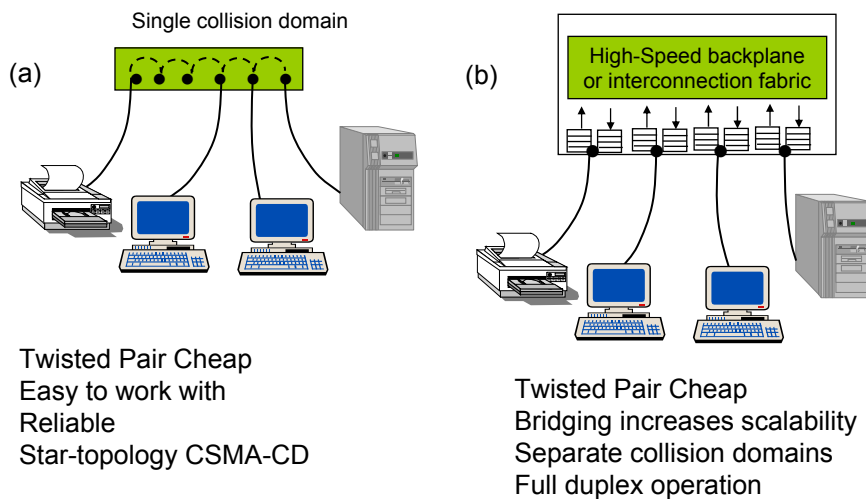 Single collision domain
(a)
Twisted Pair Cheap
Easy to work with
Reliable
Star-topology CSMA-CD
(b)
High-Speed backplane
or interconnection fabric
Twisted Pair Cheap
Bridging increases scalability
Separate collision domains
Full duplex operation